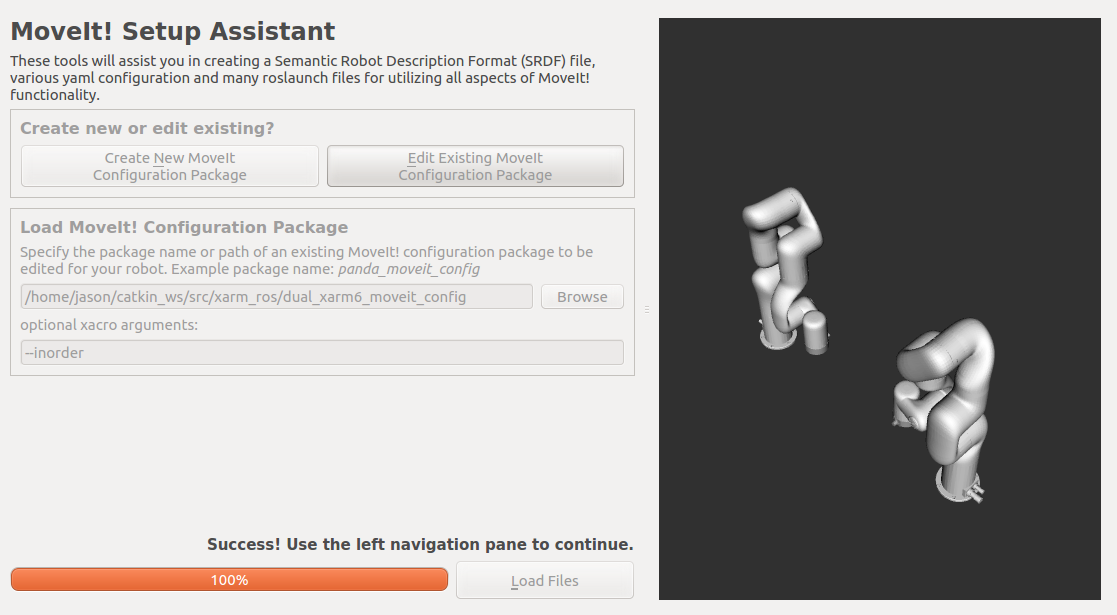 MoveIt! Setup Assistant
These tools will assist you in creating a Semantic Robot Description Format (SRDF) file,
various yaml configuration and many roslaunch files for utilizing all aspects of MoveIt!
functionality.
Create new or edit existing?
Create New MoveIt
Configuration Package
Edit Existing MoveIt
Configuration Package
Load MoveIt! Configuration Package
Specify the package name or path of an existing MoveIt! configuration package to be
edited for your robot. Example package name: panda_moveit_config
/home/jason/catkin_ws/src/xarm_ros/dual_xarm6_moveit_config
Browse
optional xacro arguments:
--inorder
Success! Use the left navigation pane to continue.
100%
Load Files